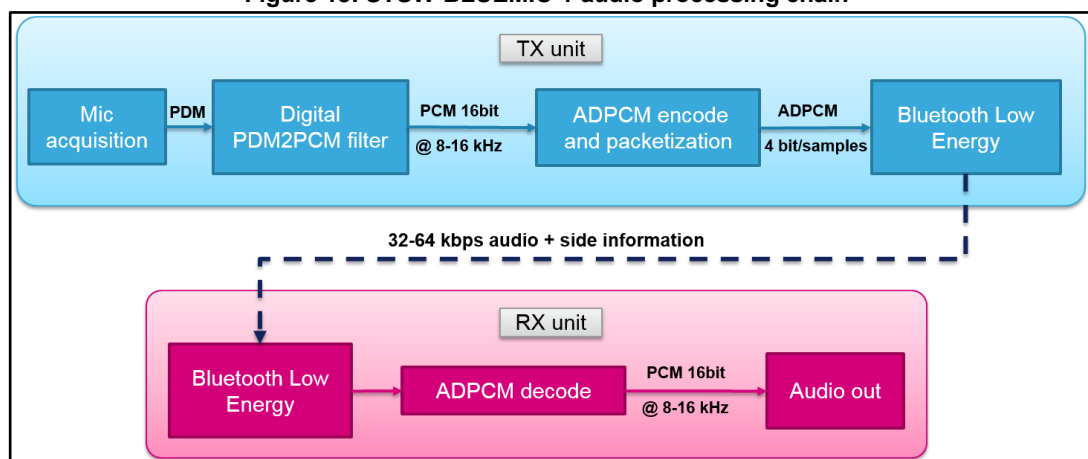 TX unit
Mic
acquisition
PDM
Digital
PDM2PCM filter
PCM 16bit
@ 8-16 kHz
ADPCM encode
and packetization
ADPCM
4 bit/samples
Bluetooth Low
Energy
32-64 kbps audio + side information
RX unit
Bluetooth Low
Energy
ADPCM decode
PCM 16bit
@ 8-16 kHz
Audio out